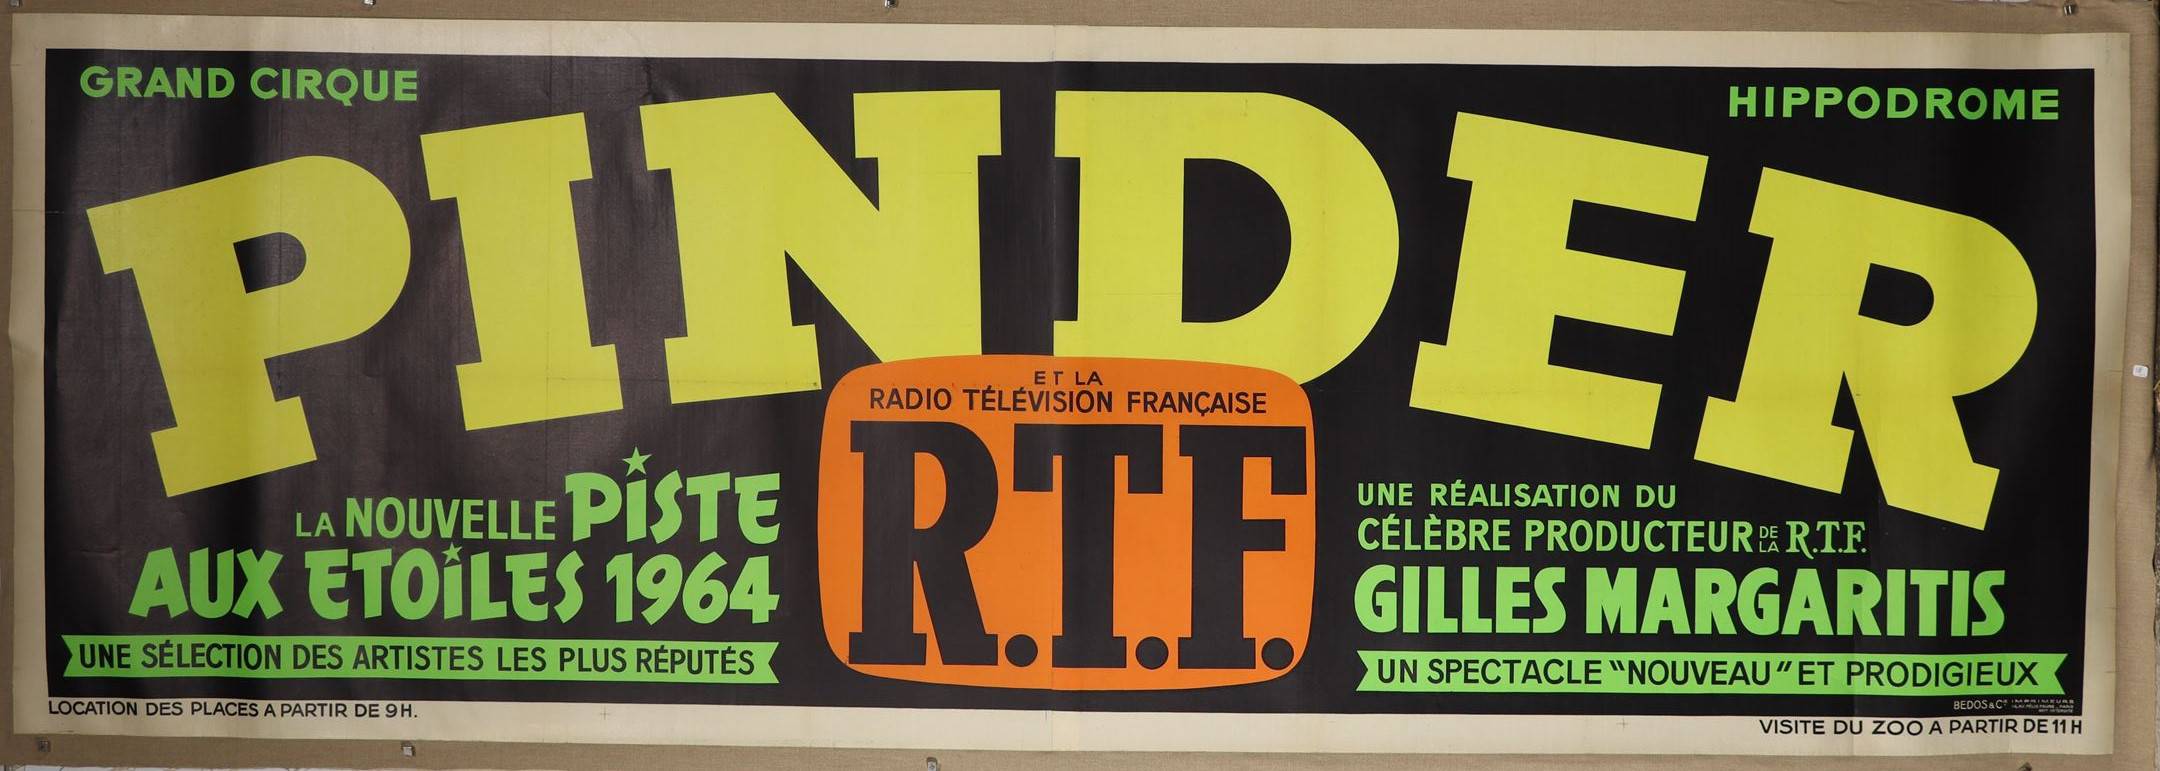 GRAND CIRQUE
HIPPODROME
PINDER
ET LA
RADIO TÉLÉVISION FRANÇAISE
R.T.F.
LA NOUVELLE PISTE
AUX ETOILES 1964
UNE SÉLECTION DES ARTISTES LES PLUS RÉPUTÉS
UNE RÉALISATION DU
CÉLÈBRE PRODUCTEUR DE LA R.T.F.
GILLES MARGARITIS
UN SPECTACLE "NOUVEAU" ET PRODIGIEUX
BEDOS & Cie IMPRIMEURS
LOCATION DES PLACES A PARTIR DE 9H.
VISITE DU ZOO A PARTIR DE 11H